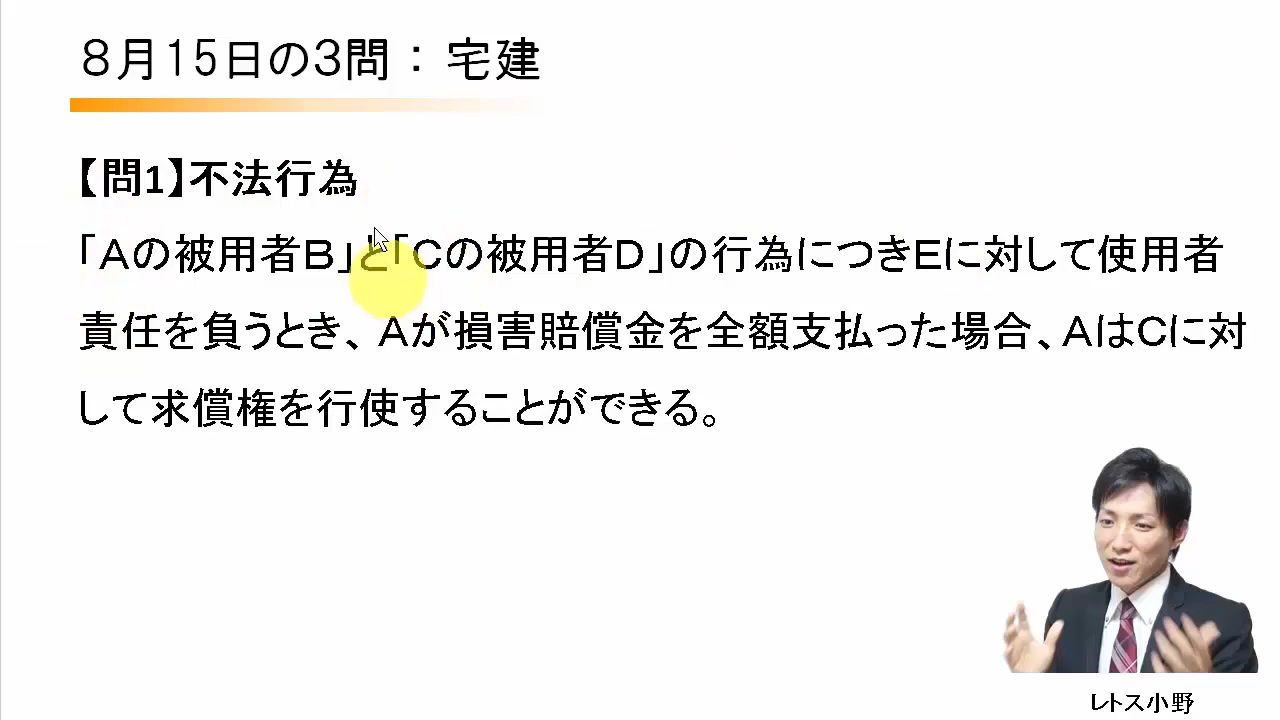 ８月15日の３問：宅建
【問1】不法行為
「Ａの被用者Ｂ」と「Ｃの被用者Ｄ」の行為につきＥに対して使用者
責任を負うとき、Ａが損害賠償金を全額支払った場合、ＡはＣに対
して求償権を行使することができる。
レトス小野